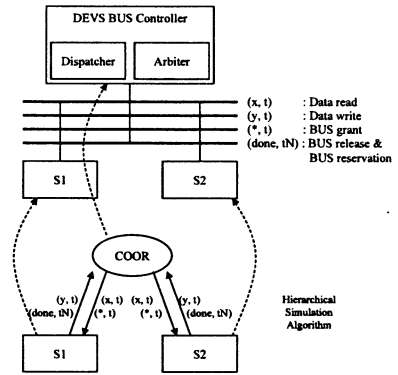 DEVS BUS Controller
Dispatcher
Arbiter
(x, t) : Data read
(y, t) : Data write
(*, t) : BUS grant
(done, tN) : BUS release &
BUS reservation
S1
S2
COOR
(y, t) (x, t) (x, t) (y, t)
(done, tN) (*, t) (*, t) (done, tN)
Hierarchical
Simulation
Algorithm
S1
S2